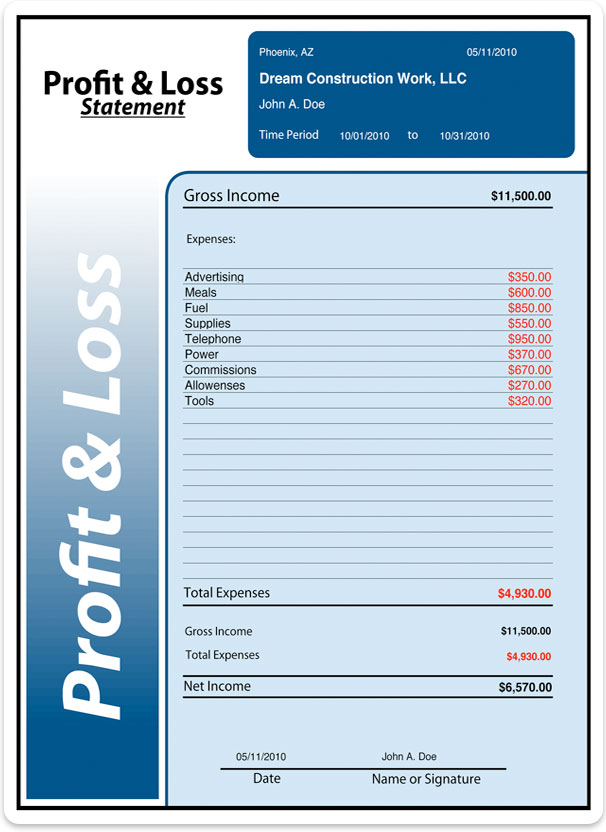 Profit & Loss
Statement
Phoenix, AZ 05/11/2010
Dream Construction Work, LLC
John A. Doe
Time Period 10/01/2010 to 10/31/2010
Profit & Loss
Gross Income $11,500.00
Expenses:
Advertising $350.00
Meals $600.00
Fuel $850.00
Supplies $550.00
Telephone $950.00
Power $370.00
Commissions $670.00
Allowenses $270.00
Tools $320.00
Total Expenses $4,930.00
Gross Income $11,500.00
Total Expenses $4,930.00
Net Income $6,570.00
05/11/2010 John A. Doe
Date Name or Signature